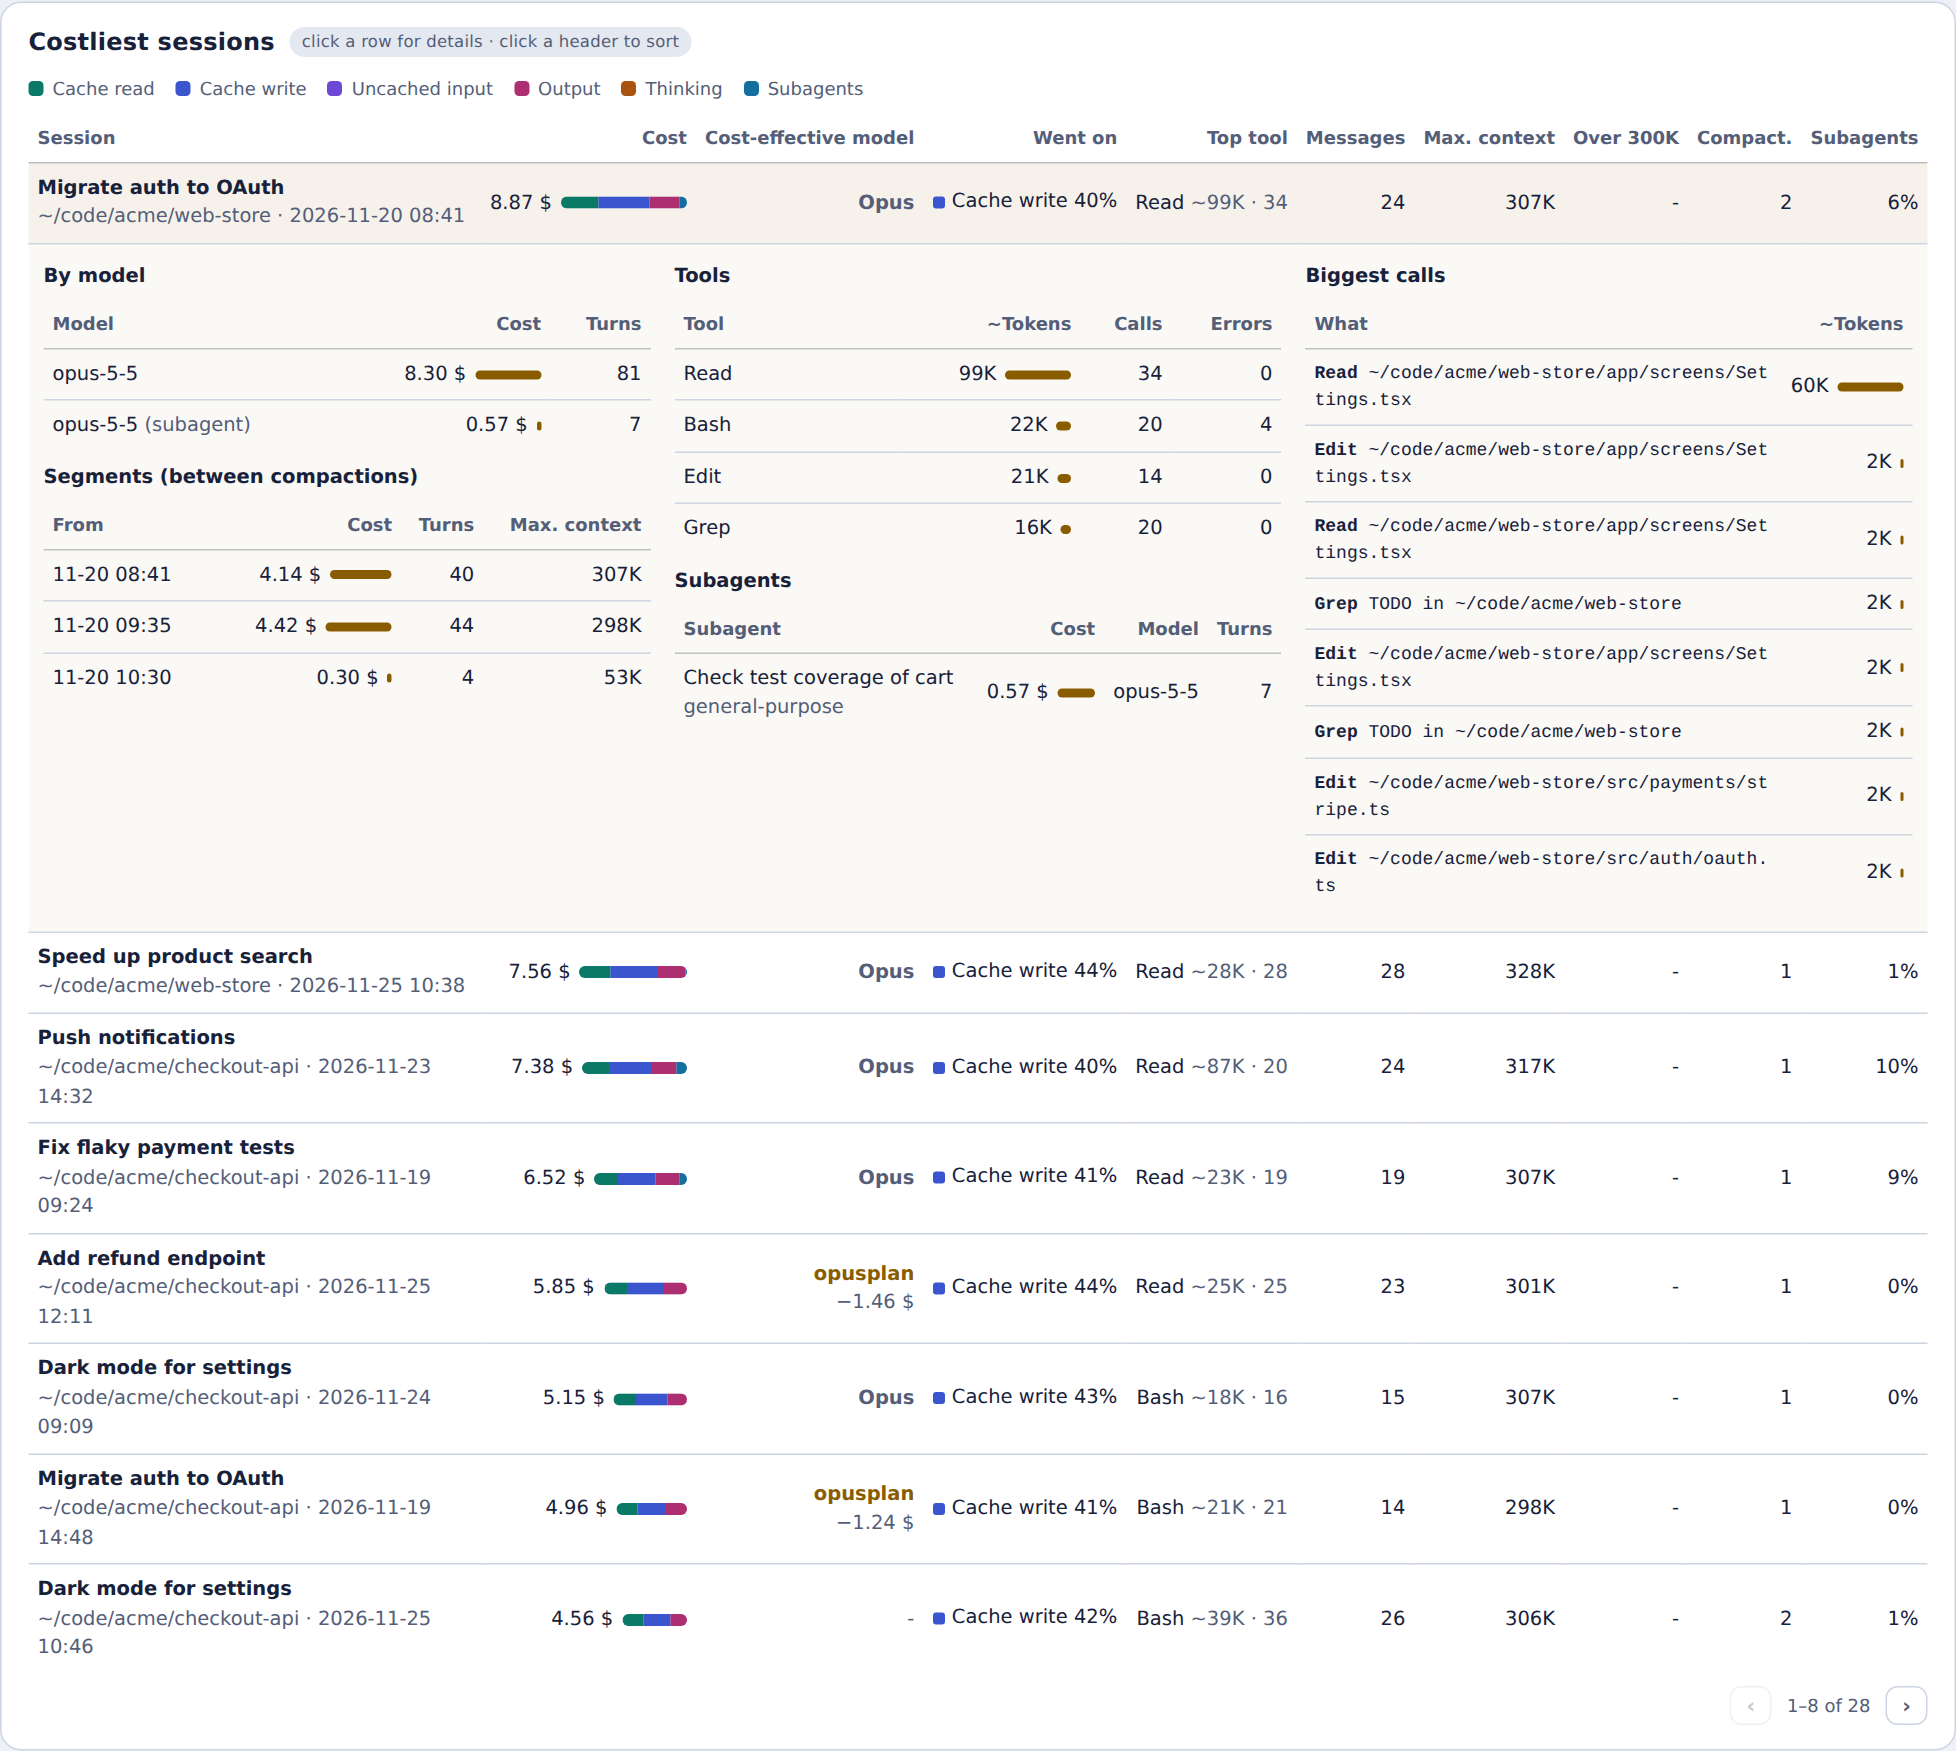 Costliest sessions click a row for details · click a header to sort
Cache read Cache write Uncached input Output Thinking Subagents
Session Cost Cost-effective model Went on Top tool Messages Max. context Over 300K Compact. Subagents
Migrate auth to OAuth
~/code/acme/web-store · 2026-11-20 08:41 8.87 $ Opus Cache write 40% Read ~99K · 34 24 307K - 2 6%
By model
Model Cost Turns
opus-5-5 8.30 $ 81
opus-5-5 (subagent) 0.57 $ 7
Segments (between compactions)
From Cost Turns Max. context
11-20 08:41 4.14 $ 40 307K
11-20 09:35 4.42 $ 44 298K
11-20 10:30 0.30 $ 4 53K
Tools
Tool ~Tokens Calls Errors
Read 99K 34 0
Bash 22K 20 4
Edit 21K 14 0
Grep 16K 20 0
Subagents
Subagent Cost Model Turns
Check test coverage of cart 0.57 $ opus-5-5 7
general-purpose
Biggest calls
What ~Tokens
Read ~/code/acme/web-store/app/screens/Set 60K
tings.tsx
Edit ~/code/acme/web-store/app/screens/Set 2K
tings.tsx
Read ~/code/acme/web-store/app/screens/Set 2K
tings.tsx
Grep TODO in ~/code/acme/web-store 2K
Edit ~/code/acme/web-store/app/screens/Set 2K
tings.tsx
Grep TODO in ~/code/acme/web-store 2K
Edit ~/code/acme/web-store/src/payments/st 2K
ripe.ts
Edit ~/code/acme/web-store/src/auth/oauth. 2K
ts
Speed up product search
~/code/acme/web-store · 2026-11-25 10:38 7.56 $ Opus Cache write 44% Read ~28K · 28 28 328K - 1 1%
Push notifications
~/code/acme/checkout-api · 2026-11-23 7.38 $ Opus Cache write 40% Read ~87K · 20 24 317K - 1 10%
14:32
Fix flaky payment tests
~/code/acme/checkout-api · 2026-11-19 6.52 $ Opus Cache write 41% Read ~23K · 19 19 307K - 1 9%
09:24
Add refund endpoint
~/code/acme/checkout-api · 2026-11-25 5.85 $ opusplan Cache write 44% Read ~25K · 25 23 301K - 1 0%
12:11 −1.46 $
Dark mode for settings
~/code/acme/checkout-api · 2026-11-24 5.15 $ Opus Cache write 43% Bash ~18K · 16 15 307K - 1 0%
09:09
Migrate auth to OAuth
~/code/acme/checkout-api · 2026-11-19 4.96 $ opusplan Cache write 41% Bash ~21K · 21 14 298K - 1 0%
14:48 −1.24 $
Dark mode for settings
~/code/acme/checkout-api · 2026-11-25 4.56 $ - Cache write 42% Bash ~39K · 36 26 306K - 2 1%
10:46
‹ 1–8 of 28 ›